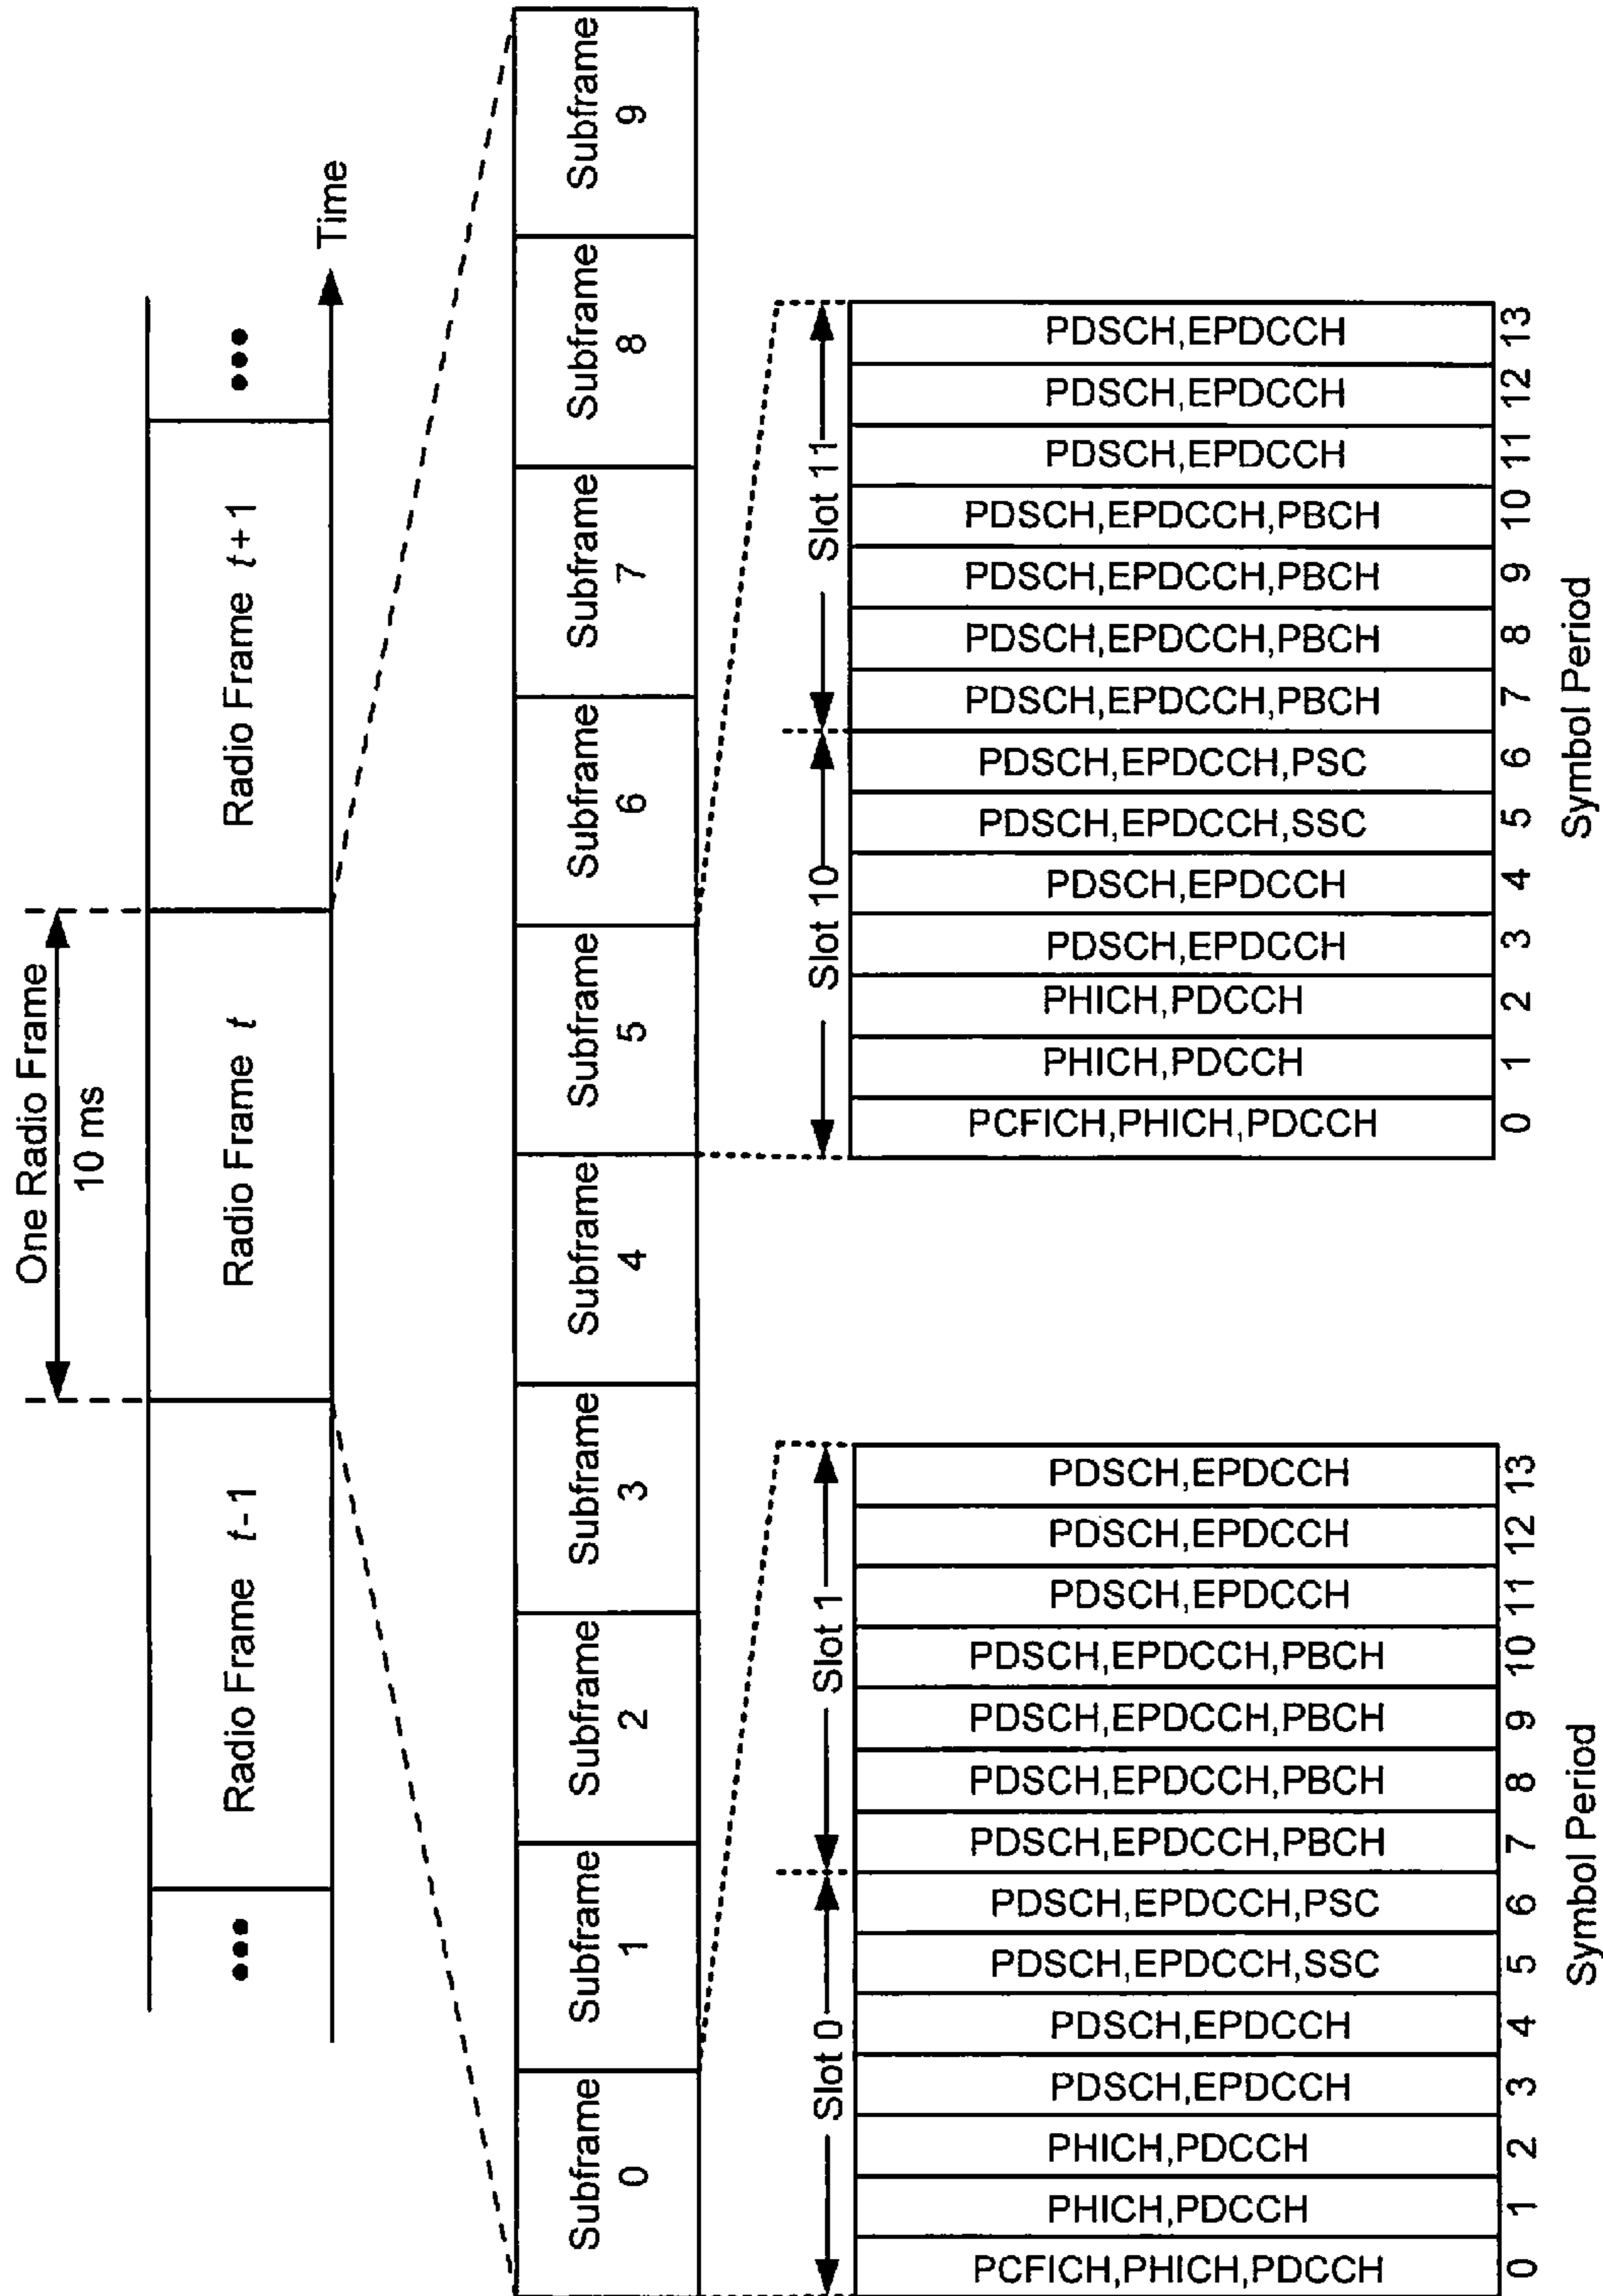 One Radio Frame
10 ms
Radio Frame t-1
Radio Frame t
Radio Frame t+1
Time
Subframe
0
Subframe
1
Subframe
2
Subframe
3
Subframe
4
Subframe
5
Subframe
6
Subframe
7
Subframe
8
Subframe
9
Slot 0
Slot 1
PCFICH,PHICH,PDCCH
PHICH,PDCCH
PHICH,PDCCH
PDSCH,EPDCCH
PDSCH,EPDCCH
PDSCH,EPDCCH,SSC
PDSCH,EPDCCH,PSC
PDSCH,EPDCCH,PBCH
PDSCH,EPDCCH,PBCH
PDSCH,EPDCCH,PBCH
PDSCH,EPDCCH,PBCH
PDSCH,EPDCCH
PDSCH,EPDCCH
PDSCH,EPDCCH
0 1 2 3 4 5 6 7 8 9 10 11 12 13
Symbol Period
Slot 10
Slot 11
PCFICH,PHICH,PDCCH
PHICH,PDCCH
PHICH,PDCCH
PDSCH,EPDCCH
PDSCH,EPDCCH
PDSCH,EPDCCH,SSC
PDSCH,EPDCCH,PSC
PDSCH,EPDCCH,PBCH
PDSCH,EPDCCH,PBCH
PDSCH,EPDCCH,PBCH
PDSCH,EPDCCH,PBCH
PDSCH,EPDCCH
PDSCH,EPDCCH
PDSCH,EPDCCH
0 1 2 3 4 5 6 7 8 9 10 11 12 13
Symbol Period